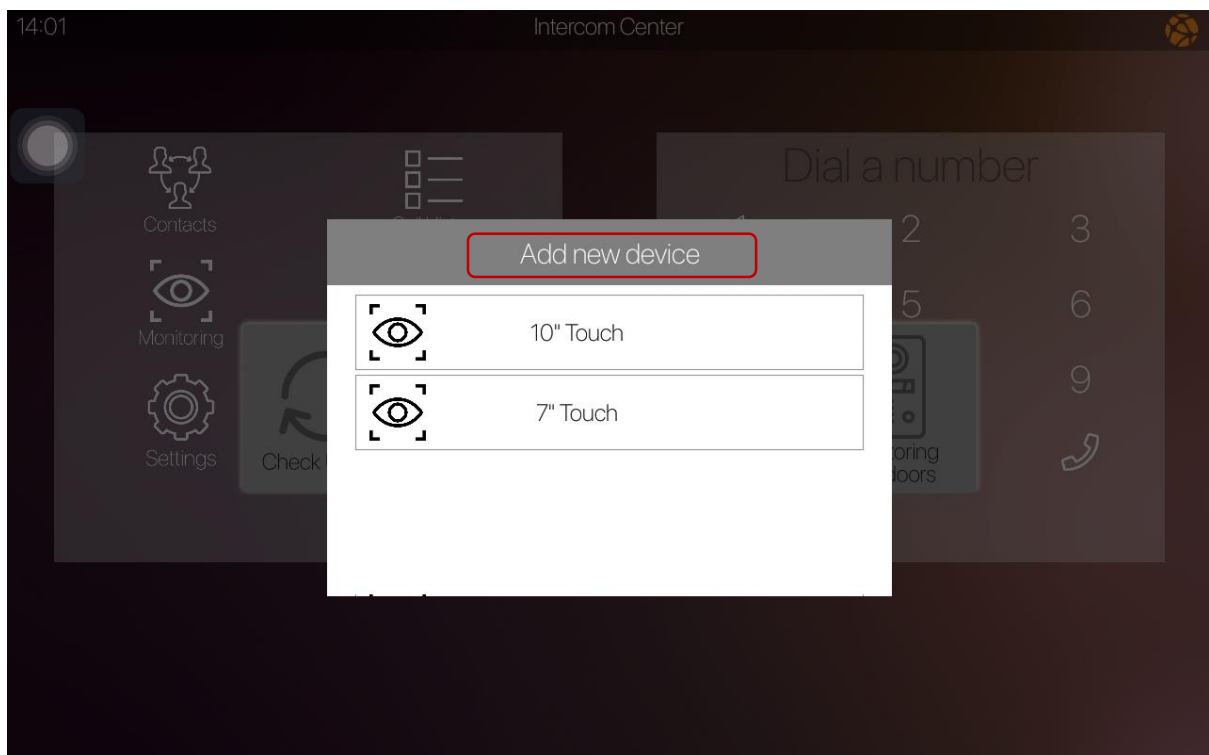 14:01
Intercom Center
Dial a number
Contacts
2
3
Add new device
5
6
10" Touch
Monitoring
9
7" Touch
Settings
Check